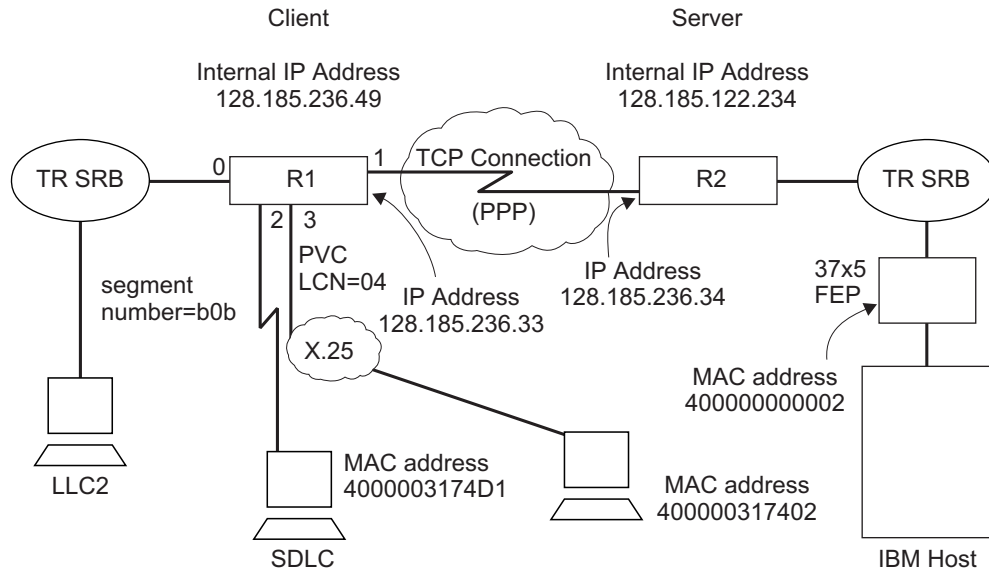 Client
Server
Internal IP Address
128.185.236.49
Internal IP Address
128.185.122.234
TR SRB
0
R1
1
TCP Connection
(PPP)
R2
TR SRB
2
3
PVC
LCN=04
segment
number=b0b
IP Address
128.185.236.33
IP Address
128.185.236.34
37x5
FEP
X.25
MAC address
400000000002
LLC2
MAC address
4000003174D1
SDLC
MAC address
400000317402
IBM Host